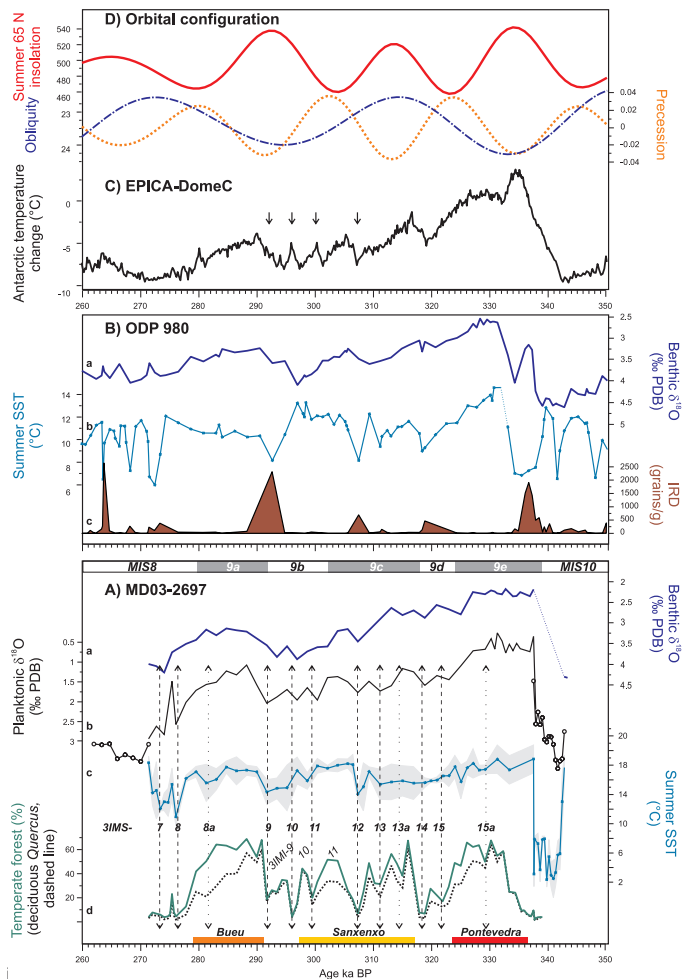 D) Orbital configuration
Summer 65 N
insolation
540
520
500
480
460
Obliquity
23
24
0.04
0.02
0
-0.02
-0.04
Precession
C) EPICA-DomeC
Antarctic temperature
change (°C)
0
-5
-10
260 270 280 290 300 310 320 330 340 350
B) ODP 980
a
2
2.5
3.5
4
4.5
5
Benthic δ18O
(‰ PDB)
Summer SST
(°C)
14
12
10
8
6
b
2500
2000
1500
1000
500
0
IRD
(grains/g)
c
MIS8 9a 9b 9c 9d 9e MIS10
A) MD03-2697
2
2.5
3
3.5
4
4.5
Benthic δ18O
(‰ PDB)
a
Planktonic δ18O
(‰ PDB)
0.5
1
1.5
2
2.5
3
b
20
18
16
14
12
10
8
6
4
2
Summer SST
(°C)
c
3IMS- 7 8 8a 9 10 11 12 13 13a 14 15 15a
3IMI-9 10 11
Temperate forest (%)
(deciduous Quercus,
dashed line)
60
40
20
d
Bueu Sanxenxo Pontevedra
260 270 280 290 300 310 320 330 340 350
Age ka BP